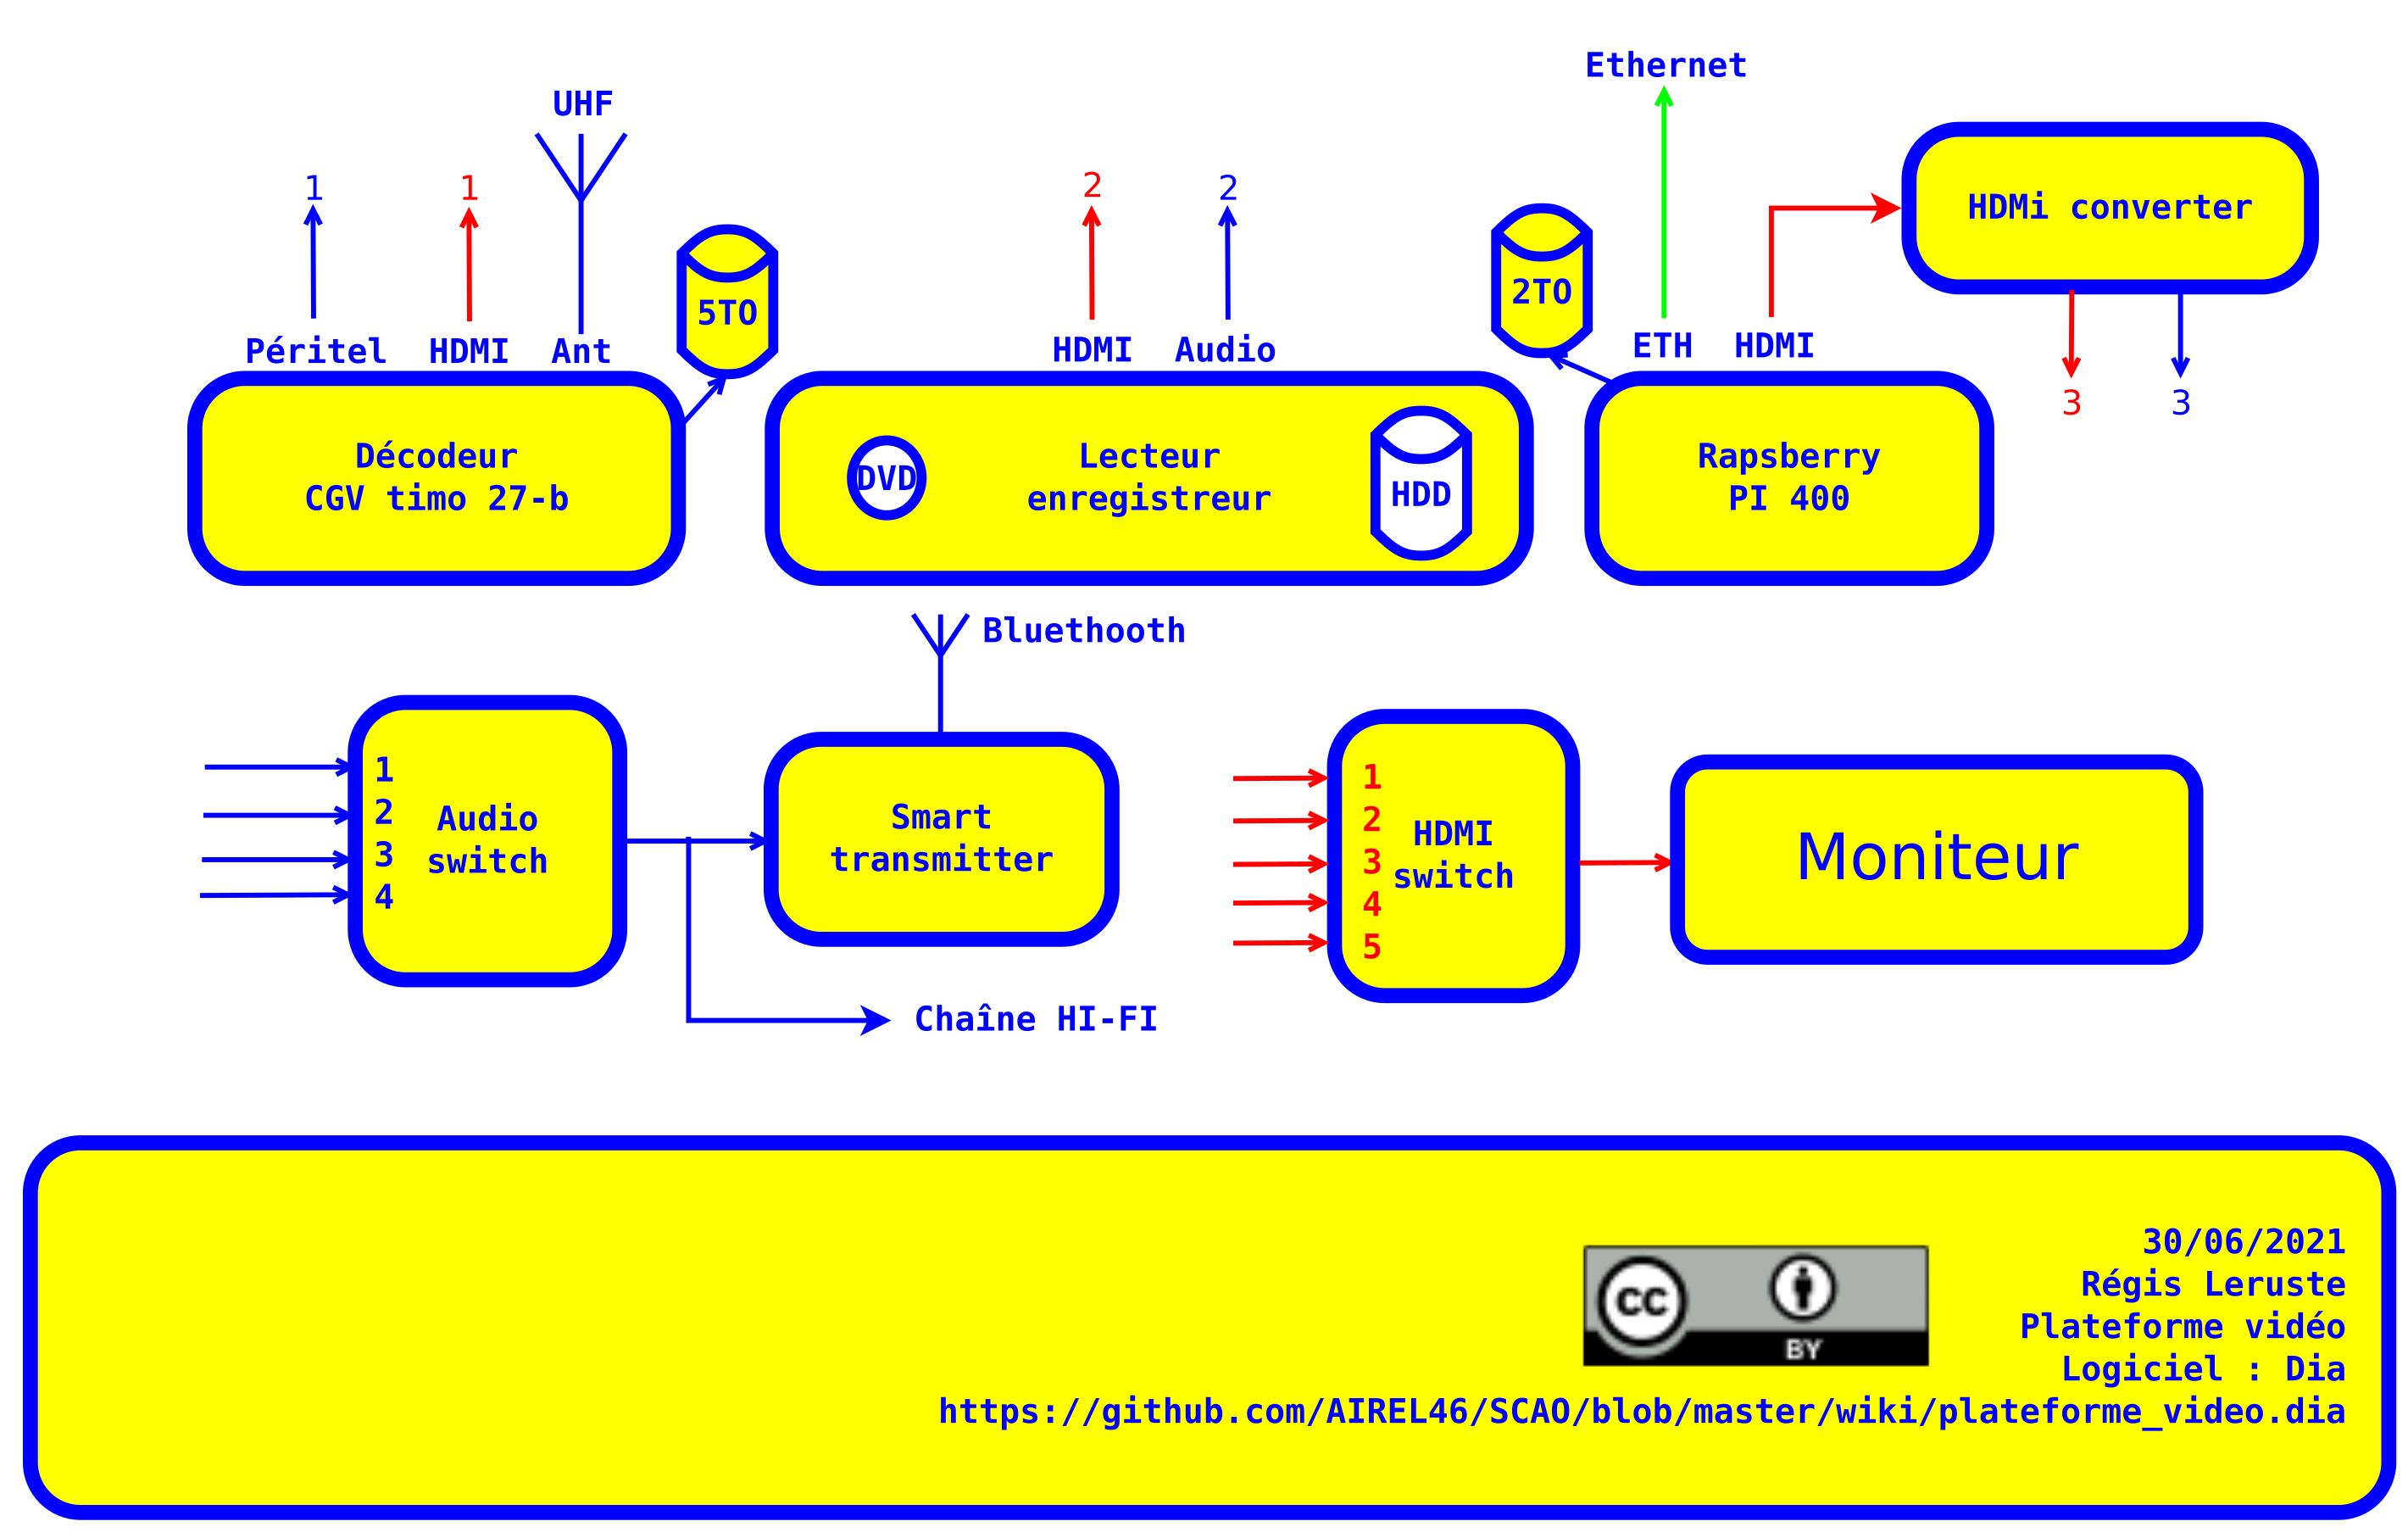 Ethernet
UHF
1
1
2
2
HDMi converter
5TO
2TO
Péritel
HDMI
Ant
HDMI
Audio
ETH
HDMI
3
3
Décodeur
CGV timo 27-b
DVD
Lecteur
enregistreur
HDD
Rapsberry
PI 400
Bluethooth
1
2
3
4
Audio
switch
Smart
transmitter
1
2
3
4
5
HDMI
switch
Moniteur
Chaîne HI-FI
CC
BY
30/06/2021
Régis Leruste
Plateforme vidéo
Logiciel : Dia
https://github.com/AIREL46/SCAO/blob/master/wiki/plateforme_video.dia